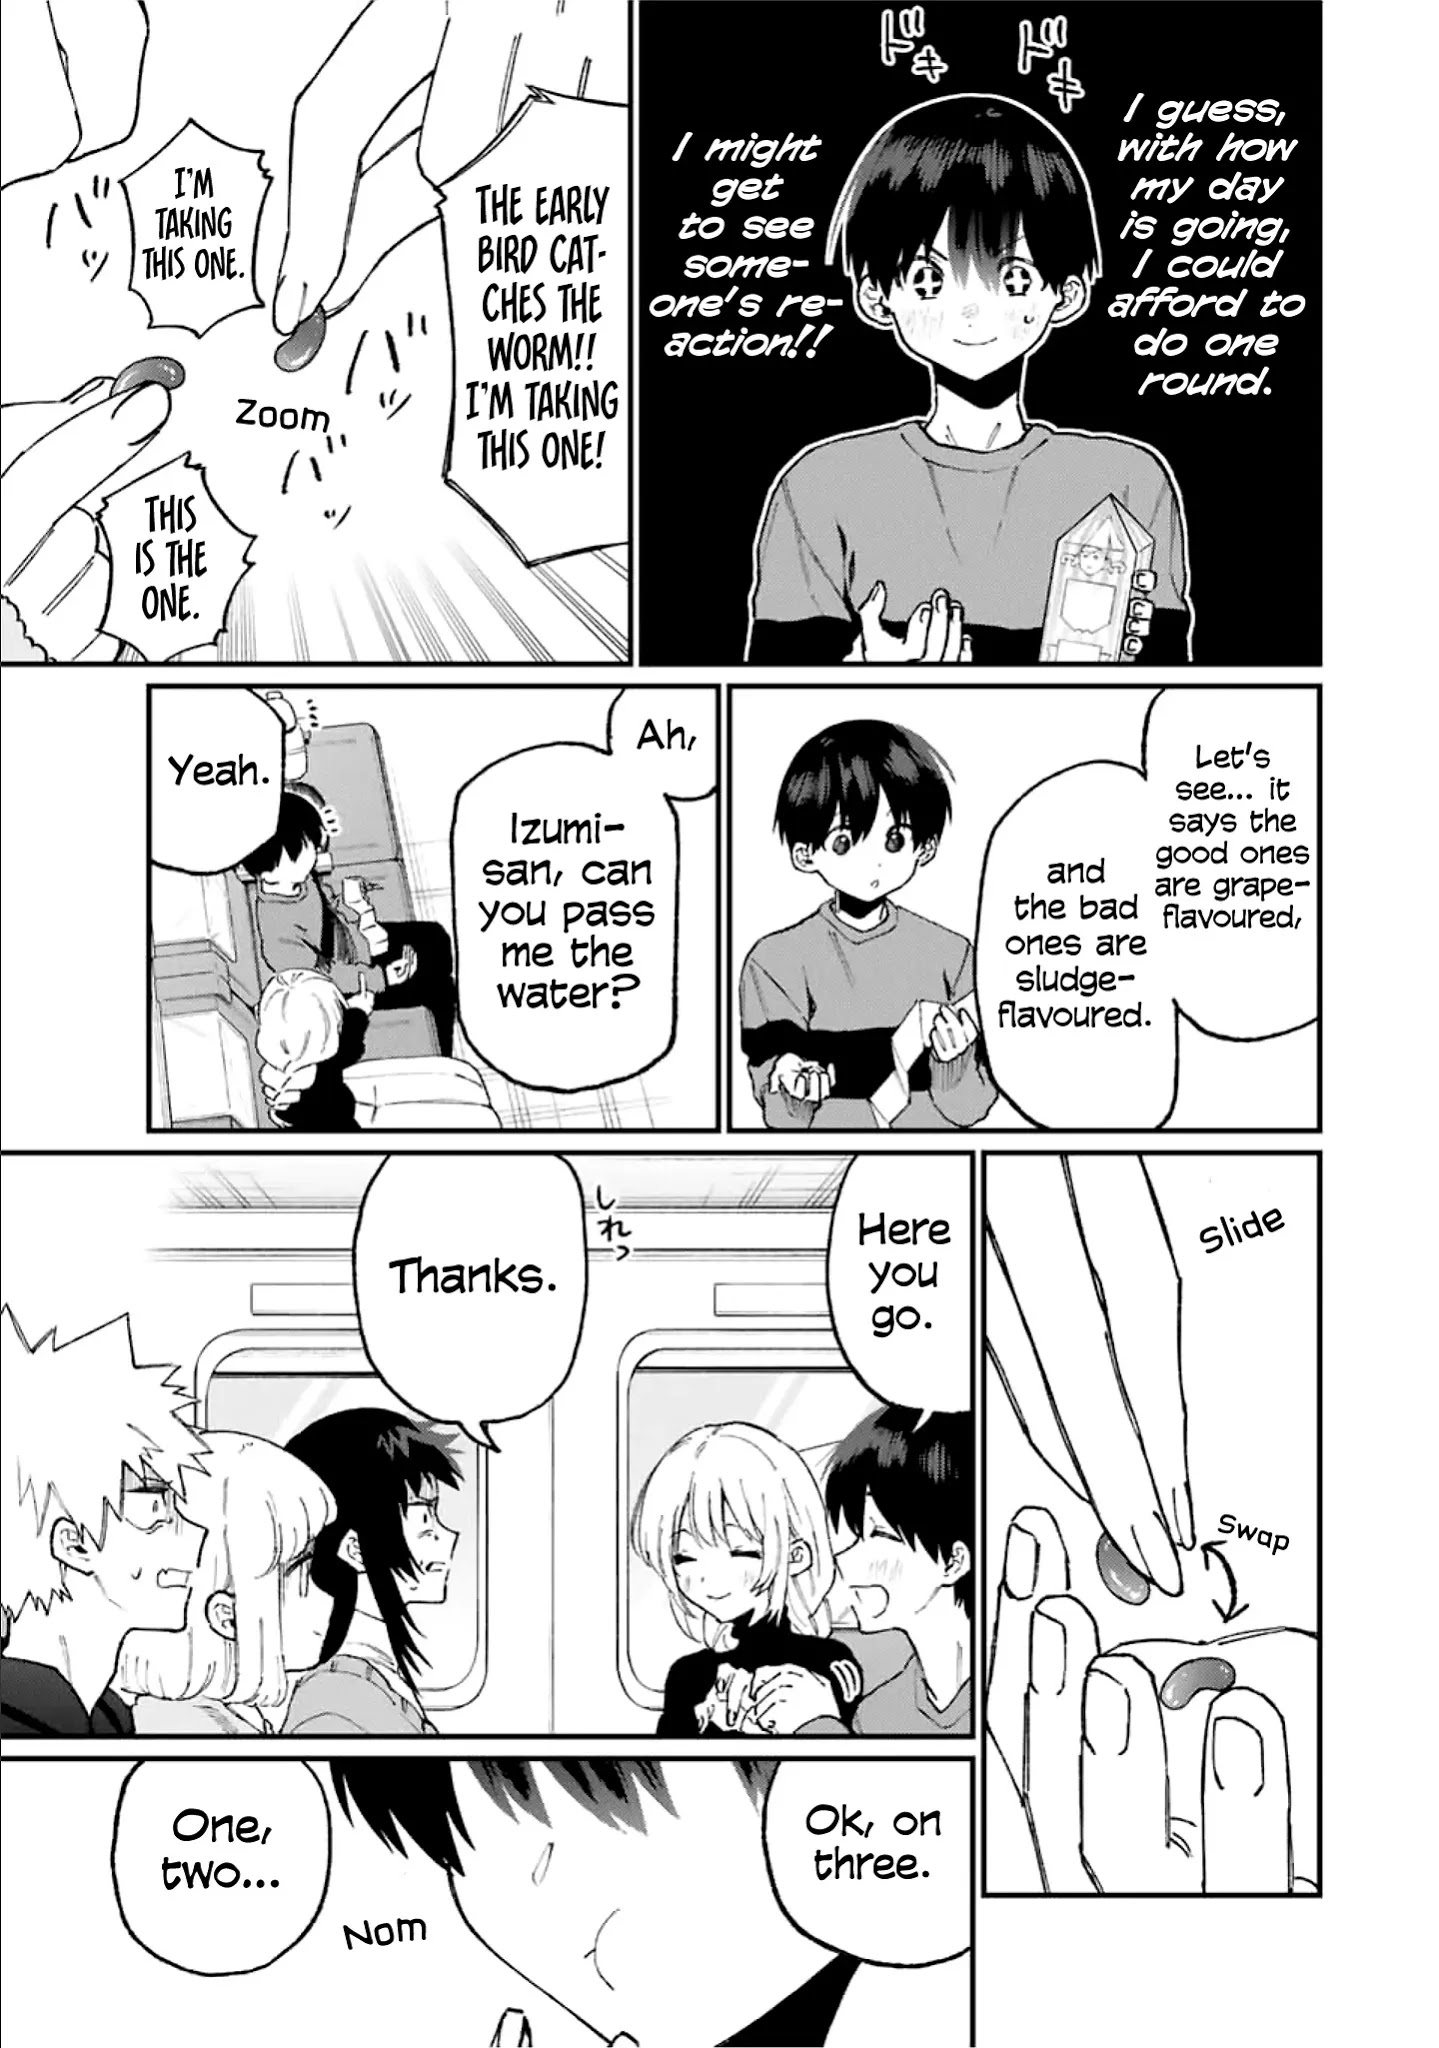 ドキ
ドキ
I guess,
with how
my day
is going,
I could
afford to
do one
round.
I might
get
to see
some-
one's re-
action!!
THE EARLY
BIRD CAT-
CHES THE
WORM!!
I'M TAKING
THIS ONE!
I'M
TAKING
THIS ONE.
Zoom
THIS
IS THE
ONE.
Let's
see... it
says the
good ones
are grape-
flavoured,
and
the bad
ones are
sludge-
flavoured.
Ah,
Izumi-
san, can
you pass
me the
water?
Yeah.
Slide
Swap
Here
you
go.
しれっ
Thanks.
Ok, on
three.
One,
two...
Nom